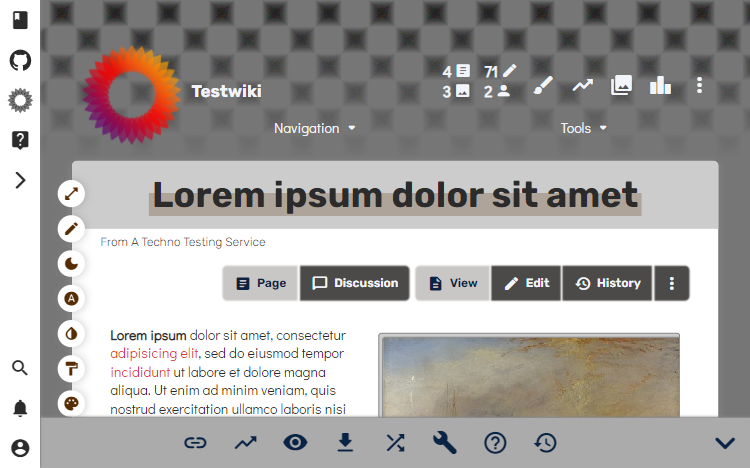 Testwiki
4 71
3 2
Navigation Tools
Lorem ipsum dolor sit amet
From A Techno Testing Service
Page Discussion View Edit History
Lorem ipsum dolor sit amet, consectetur
adipisicing elit, sed do eiusmod tempor
incididunt ut labore et dolore magna
aliqua. Ut enim ad minim veniam, quis
nostrud exercitation ullamco laboris nisi